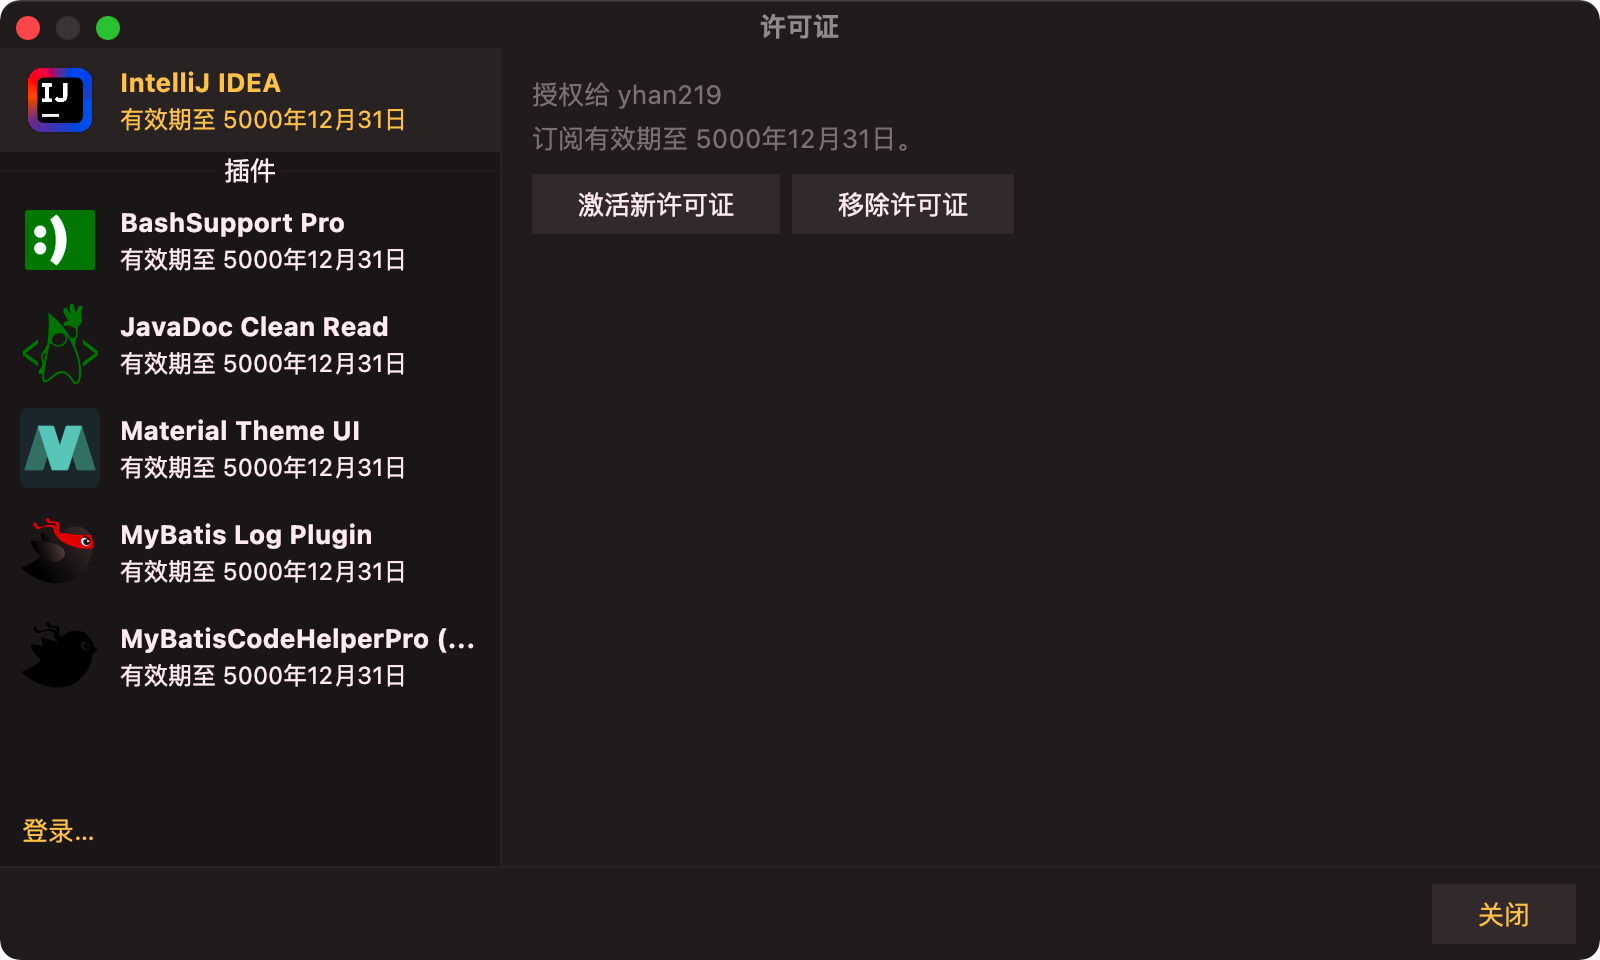 许可证
IJ
IntelliJ IDEA
有效期至 5000年12月31日
插件
BashSupport Pro
有效期至 5000年12月31日
JavaDoc Clean Read
有效期至 5000年12月31日
Material Theme UI
有效期至 5000年12月31日
MyBatis Log Plugin
有效期至 5000年12月31日
MyBatisCodeHelperPro (...
有效期至 5000年12月31日
登录...
授权给 yhan219
订阅有效期至 5000年12月31日。
激活新许可证
移除许可证
关闭